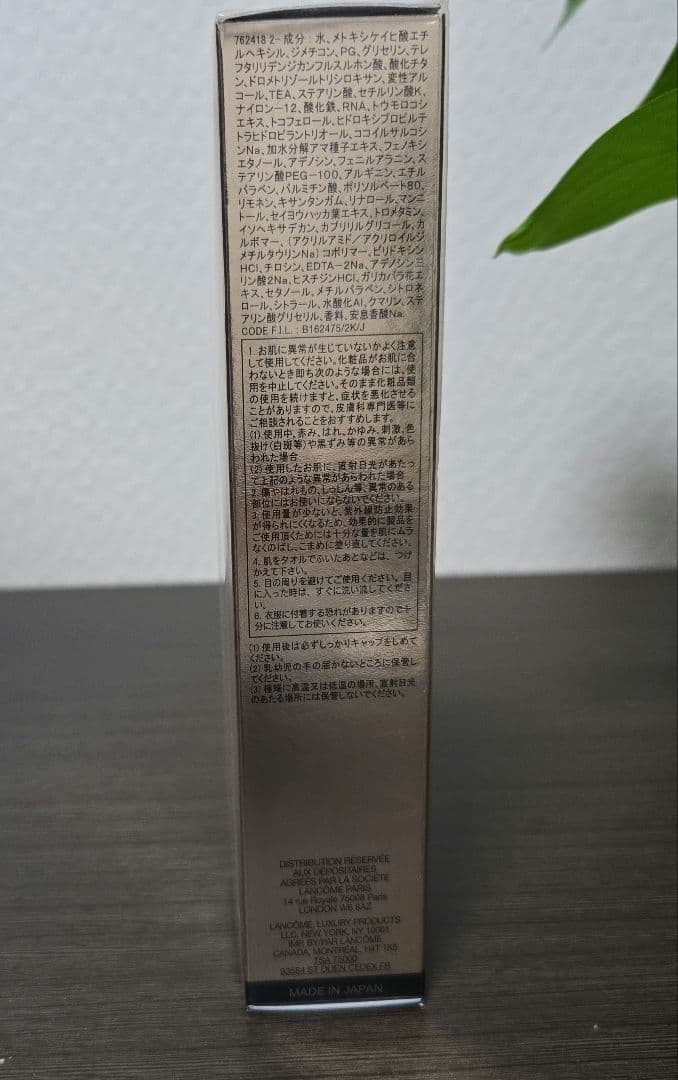 762418 2- 成分：水、メトキシケイヒ酸エチ
ルヘキシル、ジメチコン、PG、グリセリン、テレ
フタリリデンジカンフルスルホン酸、酸化チタ
ン、ドロメトリゾールトリシロキサン、変性アル
コール、TEA、ステアリン酸、セチルリン酸K、
ナイロン-12、酸化鉄、RNA、トウモロコシ
エキス、トコフェロール、ヒドロキシプロピルテ
トラヒドロピラントリオール、ココイルサルコシ
ンNa、加水分解アマ種子エキス、フェノキシ
エタノール、アデノシン、フェニルアラニン、ス
テアリン酸PEG-100、アルギニン、エチル
パラベン、パルミチン酸、ポリソルベート80、
リモネン、キサンタンガム、リナロール、マンニ
トール、セイヨウハッカ葉エキス、トロメタミン、
イソヘキサデカン、カプリリルグリコール、カ
ルボマー、（アクリルアミド／アクリロイルジ
メチルタウリンNa）コポリマー、ピリドキシン
HCl、チロシン、EDTA-2Na、アデノシン三
リン酸2Na、ヒスチジンHCl、ガリカバラ花エ
キス、セタノール、メチルパラベン、シトロネ
ロール、シトラール、水酸化Al、クマリン、ステ
アリン酸グリセリル、香料、安息香酸Na.
CODE F.I.L. : B162475/2K/J
1. お肌に異常が生じていないかよく注意
して使用してください。化粧品がお肌に合
わないとき即ち次のような場合には、使
用を中止してください。そのまま化粧品類
の使用を続けますと、症状を悪化させる
ことがありますので、皮膚科専門医等に
ご相談されることをおすすめします。
(1) 使用中、赤み、はれ、かゆみ、刺激、色
抜け（白斑等）や黒ずみ等の異常があら
われた場合
(2) 使用したお肌に、直射日光があたっ
て上記のような異常があらわれた場合
2. 傷やはれもの、しっしん等、異常のある
部位にはお使いにならないでください。
3. 使用量が少ないと、紫外線防止効果
が得られにくくなるため、効果的に製品を
ご使用頂くためには十分な量を肌にムラ
なくのばし、こまめに塗り直してください。
4. 肌をタオルでふいたあとなどは、つけ
かえて下さい。
5. 目の周りを避けてご使用ください。目
に入った時は、すぐに洗い流してくださ
い。
6. 衣服に付着する恐れがありますので十
分に注意してお使いください。
(1) 使用後は必ずしっかりキャップをしめて
ください。
(2) 乳幼児の手の届かないところに保管し
てください。
(3) 極端に高温又は低温の場所、直射日光
のあたる場所には保管しないでください。
DISTRIBUTION RÉSERVÉE
AUX DÉPOSITAIRES
AGRÉÉS PAR LA SOCIÉTÉ
LANCÔME PARIS
14 rue Royale 75008 Paris
LONDON W6 8AZ
LANCÔME, LUXURY PRODUCTS
LLC, NEW YORK, NY 10001
IMP. BY/PAR LANCÔME
CANADA, MONTRÉAL, H4T 1K5
TSA 75000
93584 ST OUEN CEDEX FR
MADE IN JAPAN